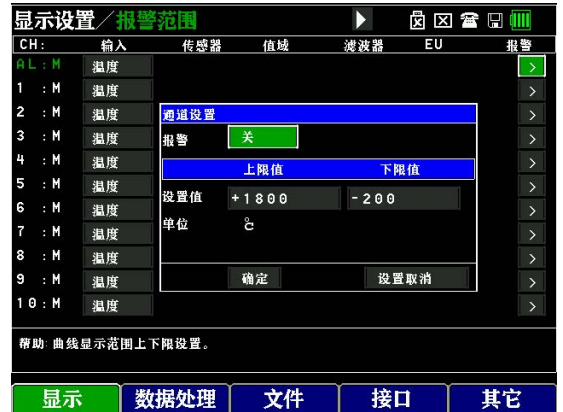 显示设置／报警范围
CH: 输入 传感器 值域 滤波器 EU 报警
AL:M 温度 >
1 :M 温度 >
2 :M 温度 >
3 :M 温度 >
4 :M 温度 >
5 :M 温度 >
6 :M 温度 >
7 :M 温度 >
8 :M 温度 >
9 :M 温度 >
10:M 温度 >
通道设置
报警 关
上限值 下限值
设置值 +1800 -200
单位 ℃
确定 设置取消
帮助: 曲线显示范围上下限设置。
显示 数据处理 文件 接口 其它